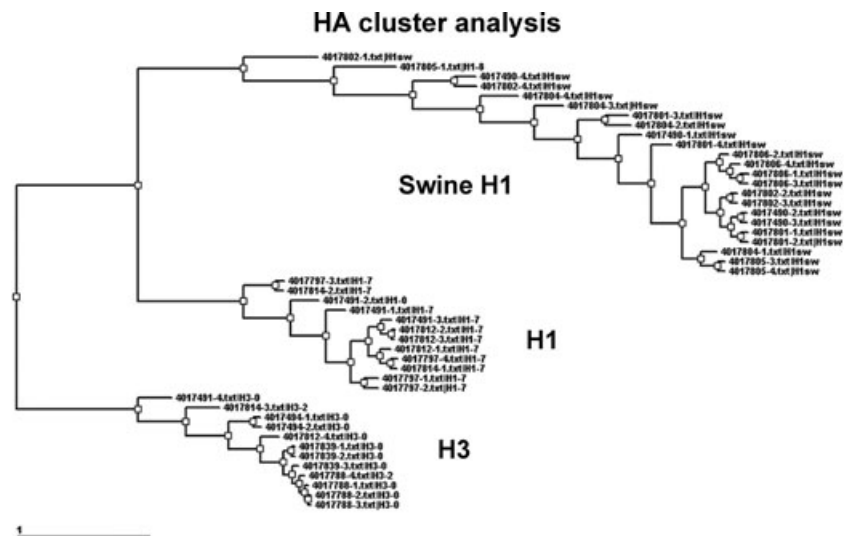 HA cluster analysis
4017802-1.txt|H1sw
4017805-1.txt|H1-8
4017490-4.txt|H1sw
4017802-4.txt|H1sw
4017804-4.txt|H1sw
4017804-3.txt|H1sw
4017801-3.txt|H1sw
4017804-2.txt|H1sw
4017490-1.txt|H1sw
4017801-4.txt|H1sw
4017806-2.txt|H1sw
4017806-4.txt|H1sw
4017806-1.txt|H1sw
4017806-3.txt|H1sw
4017802-2.txt|H1sw
4017802-3.txt|H1sw
4017490-2.txt|H1sw
4017490-3.txt|H1sw
4017801-1.txt|H1sw
4017801-2.txt|H1sw
4017804-1.txt|H1sw
4017805-3.txt|H1sw
4017805-4.txt|H1sw
Swine H1
4017797-3.txt|H1-7
4017814-2.txt|H1-7
4017491-2.txt|H1-0
4017491-1.txt|H1-7
4017491-3.txt|H1-7
4017812-2.txt|H1-7
4017812-3.txt|H1-7
4017812-1.txt|H1-7
4017797-4.txt|H1-7
4017814-1.txt|H1-7
4017797-1.txt|H1-7
4017797-2.txt|H1-7
H1
4017491-4.txt|H3-0
4017814-3.txt|H3-2
4017494-1.txt|H3-0
4017494-2.txt|H3-0
4017812-4.txt|H3-0
4017839-1.txt|H3-0
4017839-2.txt|H3-0
4017839-3.txt|H3-0
4017788-4.txt|H3-2
4017788-1.txt|H3-0
4017788-2.txt|H3-0
4017788-3.txt|H3-0
H3
1